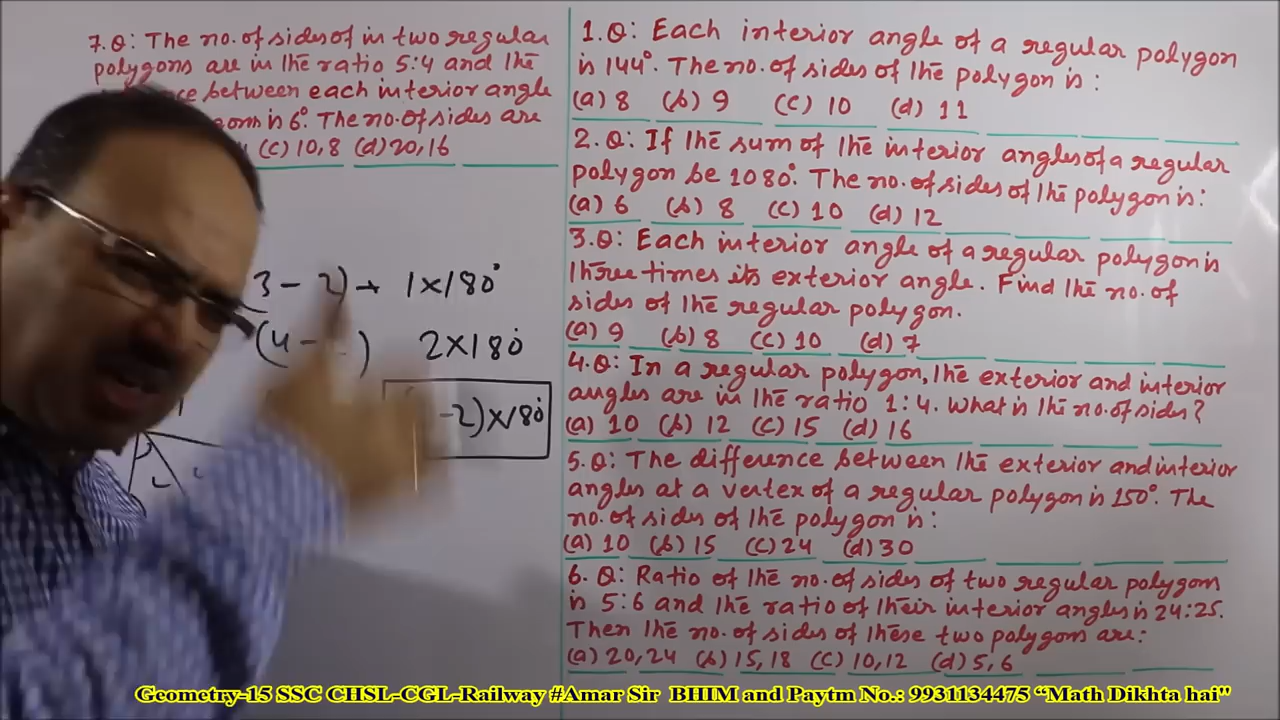 7.Q: The no. of sides of in two regular
polygons are in the ratio 5:4 and the
between each interior angle
is 6°. The no. of sides are
(c) 10,8 (d) 20,16
3 - 2) → 1×180°
(4 - ) 2×180°
-2)×180°
1.Q: Each interior angle of a regular polygon
is 144°. The no. of sides of the polygon is:
(a) 8 (b) 9 (c) 10 (d) 11
2.Q: If the sum of the interior angles of a regular
polygon be 1080°. The no. of sides of the polygon is:
(a) 6 (b) 8 (c) 10 (d) 12
3.Q: Each interior angle of a regular polygon is
three times its exterior angle. Find the no. of
sides of the regular polygon.
(a) 9 (b) 8 (c) 10 (d) 7
4.Q: In a regular polygon, the exterior and interior
angles are in the ratio 1:4. What is the no. of sides?
(a) 10 (b) 12 (c) 15 (d) 16
5.Q: The difference between the exterior and interior
angles at a vertex of a regular polygon is 150°. The
no. of sides of the polygon is:
(a) 10 (b) 15 (c) 24 (d) 30
6. Q: Ratio of the no. of sides of two regular polygons
is 5:6 and the ratio of their interior angles is 24:25.
Then the no. of sides of these two polygons are:
(a) 20,24 (b) 15,18 (c) 10,12 (d) 5,6
Geometry-15 SSC CHSL-CGL-Railway #Amar Sir BHIM and Paytm No.: 9931134475 “Math Dikhta hai"